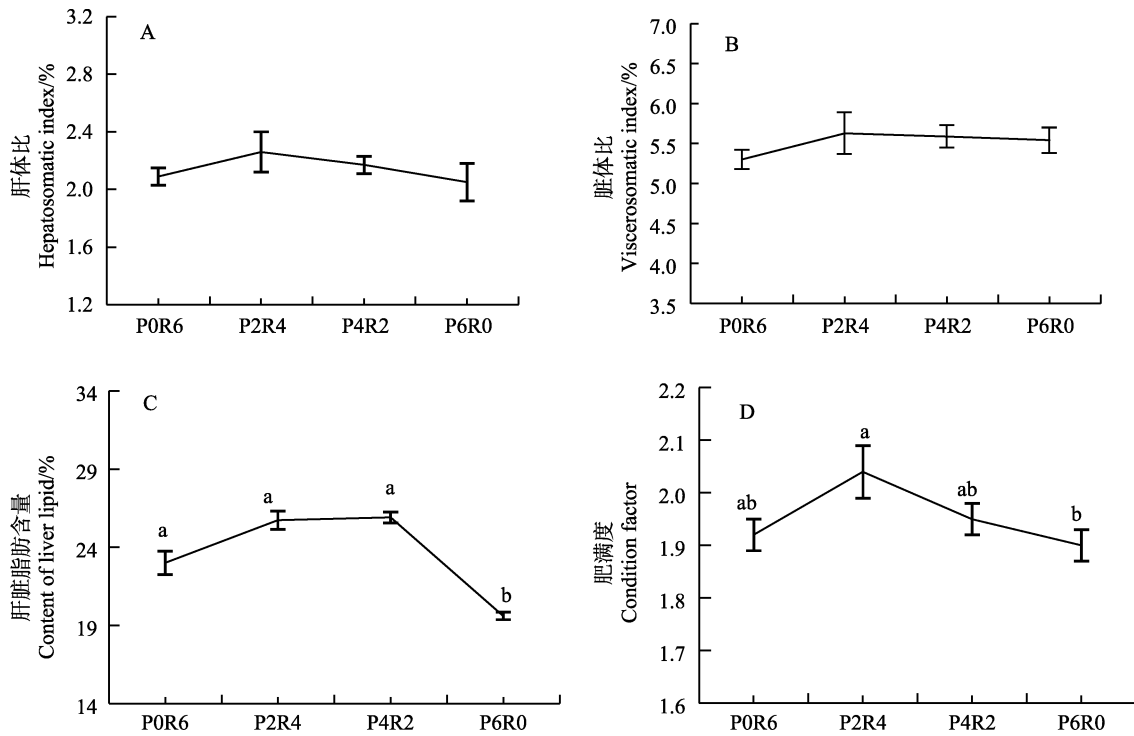 A
肝体比
Hepatosomatic index/%
3.2
2.8
2.4
2.0
1.6
1.2
P0R6 P2R4 P4R2 P6R0
B
脏体比
Viscerosomatic index/%
7.0
6.5
6.0
5.5
5.0
4.5
4.0
3.5
P0R6 P2R4 P4R2 P6R0
C
肝脏脂肪含量
Content of liver lipid/%
34
29
24
19
14
a
a
a
b
P0R6 P2R4 P4R2 P6R0
D
肥满度
Condition factor
2.2
2.1
2.0
1.9
1.8
1.7
1.6
ab
a
ab
b
P0R6 P2R4 P4R2 P6R0